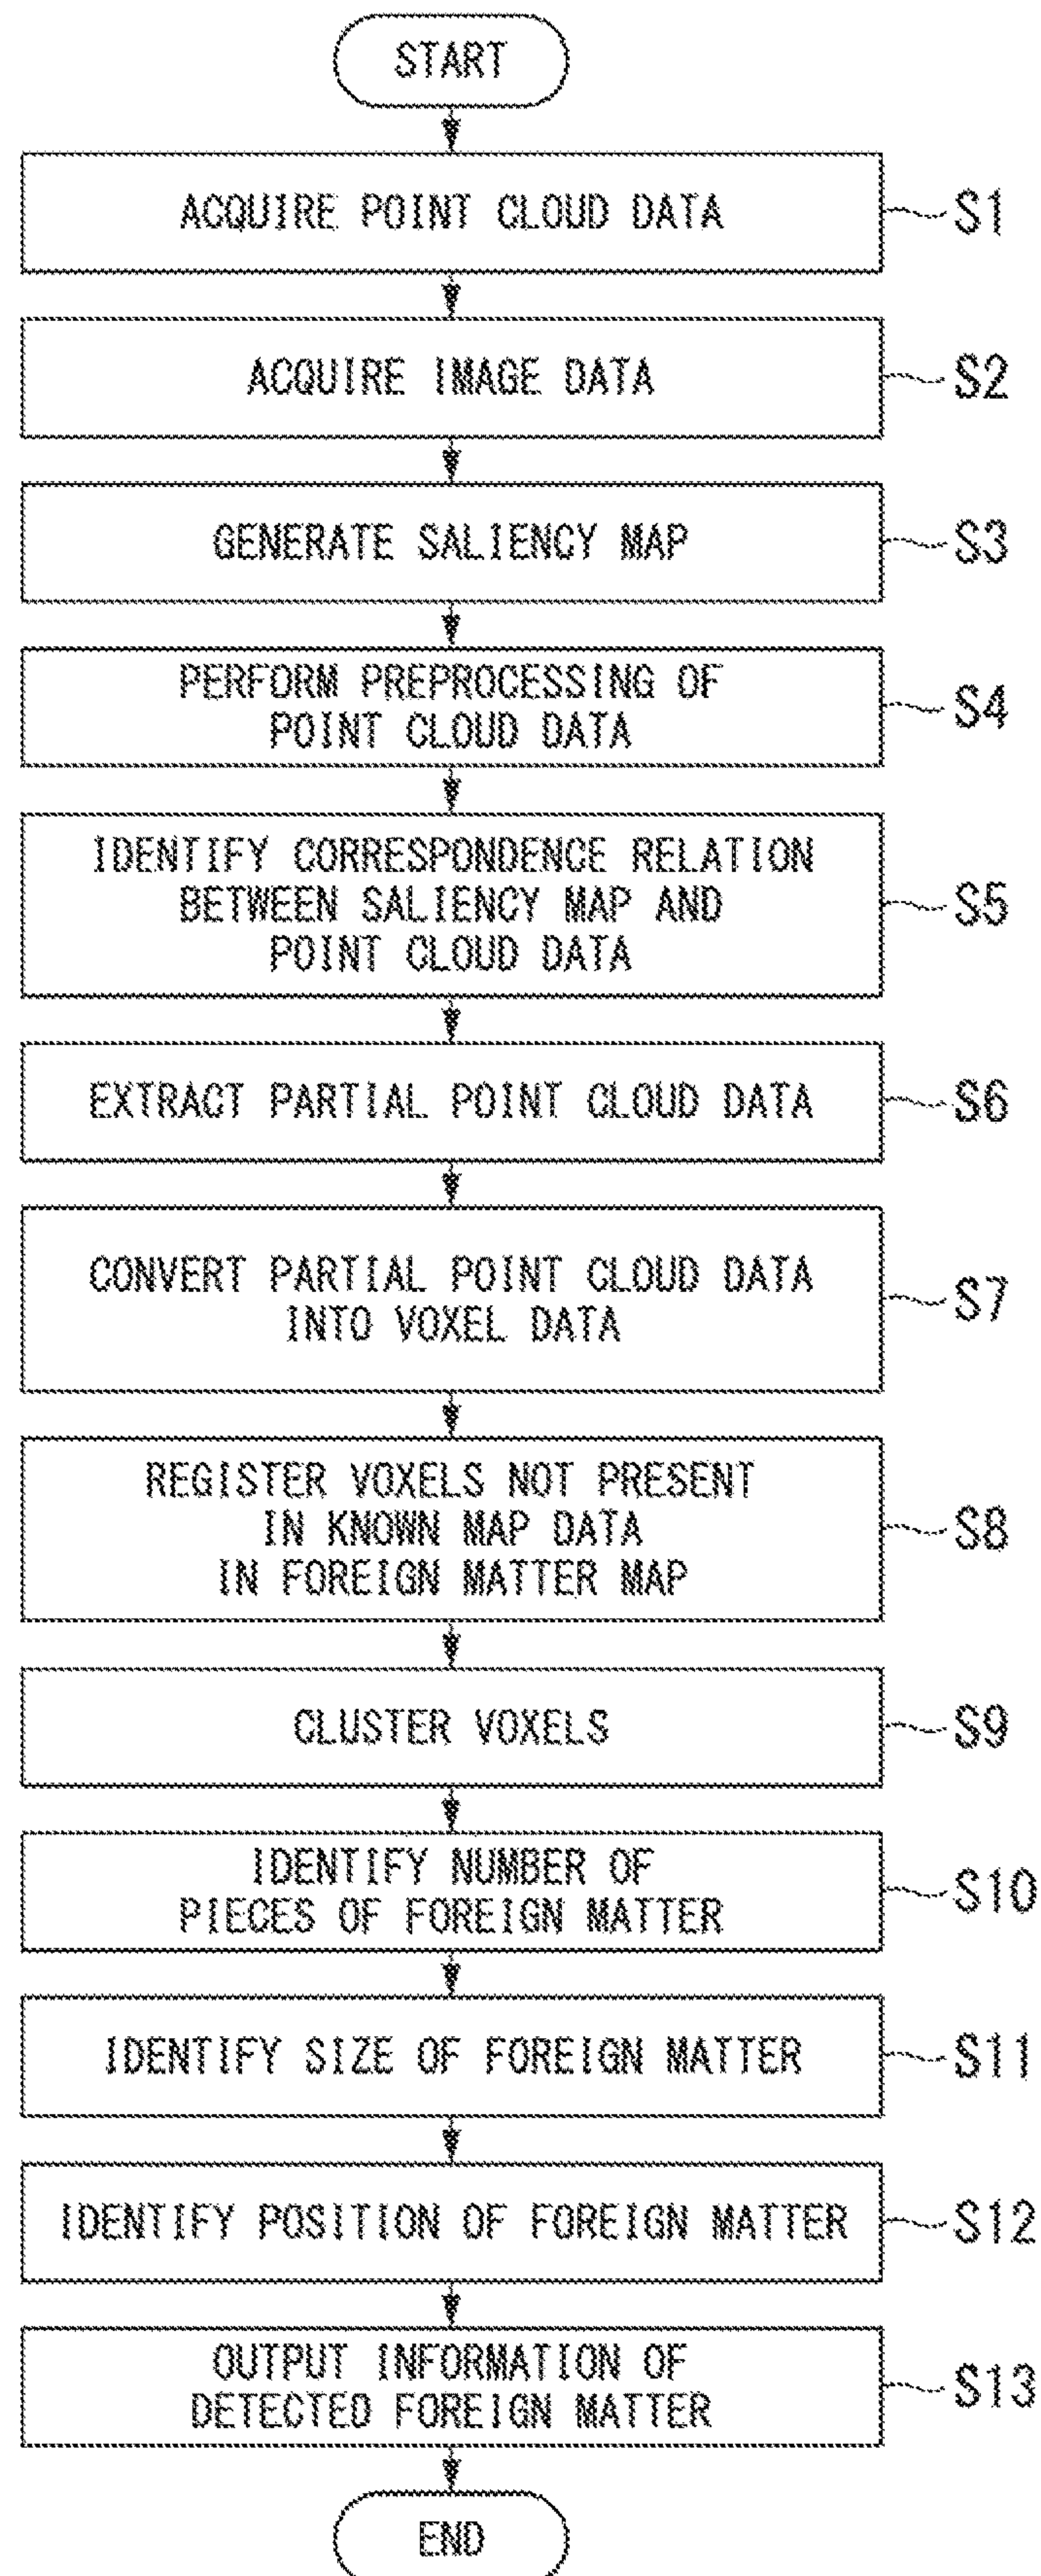 START
ACQUIRE POINT CLOUD DATA
S1
ACQUIRE IMAGE DATA
S2
GENERATE SALIENCY MAP
S3
PERFORM PREPROCESSING OF
POINT CLOUD DATA
S4
IDENTIFY CORRESPONDENCE RELATION
BETWEEN SALIENCY MAP AND
POINT CLOUD DATA
S5
EXTRACT PARTIAL POINT CLOUD DATA
S6
CONVERT PARTIAL POINT CLOUD DATA
INTO VOXEL DATA
S7
REGISTER VOXELS NOT PRESENT
IN KNOWN MAP DATA
IN FOREIGN MATTER MAP
S8
CLUSTER VOXELS
S9
IDENTIFY NUMBER OF
PIECES OF FOREIGN MATTER
S10
IDENTIFY SIZE OF FOREIGN MATTER
S11
IDENTIFY POSITION OF FOREIGN MATTER
S12
OUTPUT INFORMATION OF
DETECTED FOREIGN MATTER
S13
END